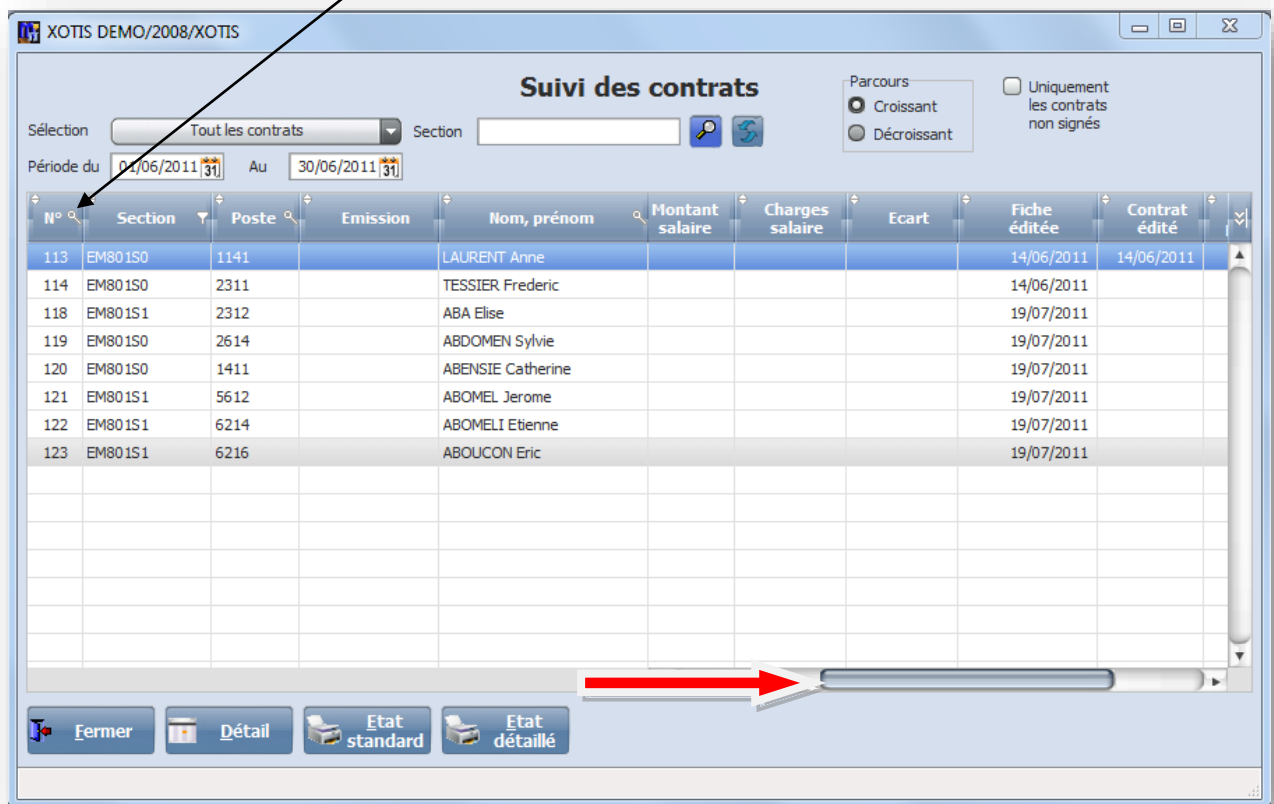 XOTIS DEMO/2008/XOTIS
Suivi des contrats
Parcours
Croissant
Décroissant
Uniquement
les contrats
non signés
Sélection Tout les contrats Section
Période du 01/06/2011 31 Au 30/06/2011 31
N° Section Poste Emission Nom, prénom Montant salaire Charges salaire Ecart Fiche éditée Contrat édité
113 EM801S0 1141 LAURENT Anne 14/06/2011 14/06/2011
114 EM801S0 2311 TESSIER Frederic 14/06/2011
118 EM801S1 2312 ABA Elise 19/07/2011
119 EM801S0 2614 ABDOMEN Sylvie 19/07/2011
120 EM801S0 1411 ABENSIE Catherine 19/07/2011
121 EM801S1 5612 ABOMEL Jerome 19/07/2011
122 EM801S1 6214 ABOMELI Etienne 19/07/2011
123 EM801S1 6216 ABOUCON Eric 19/07/2011
Fermer Détail Etat standard Etat détaillé